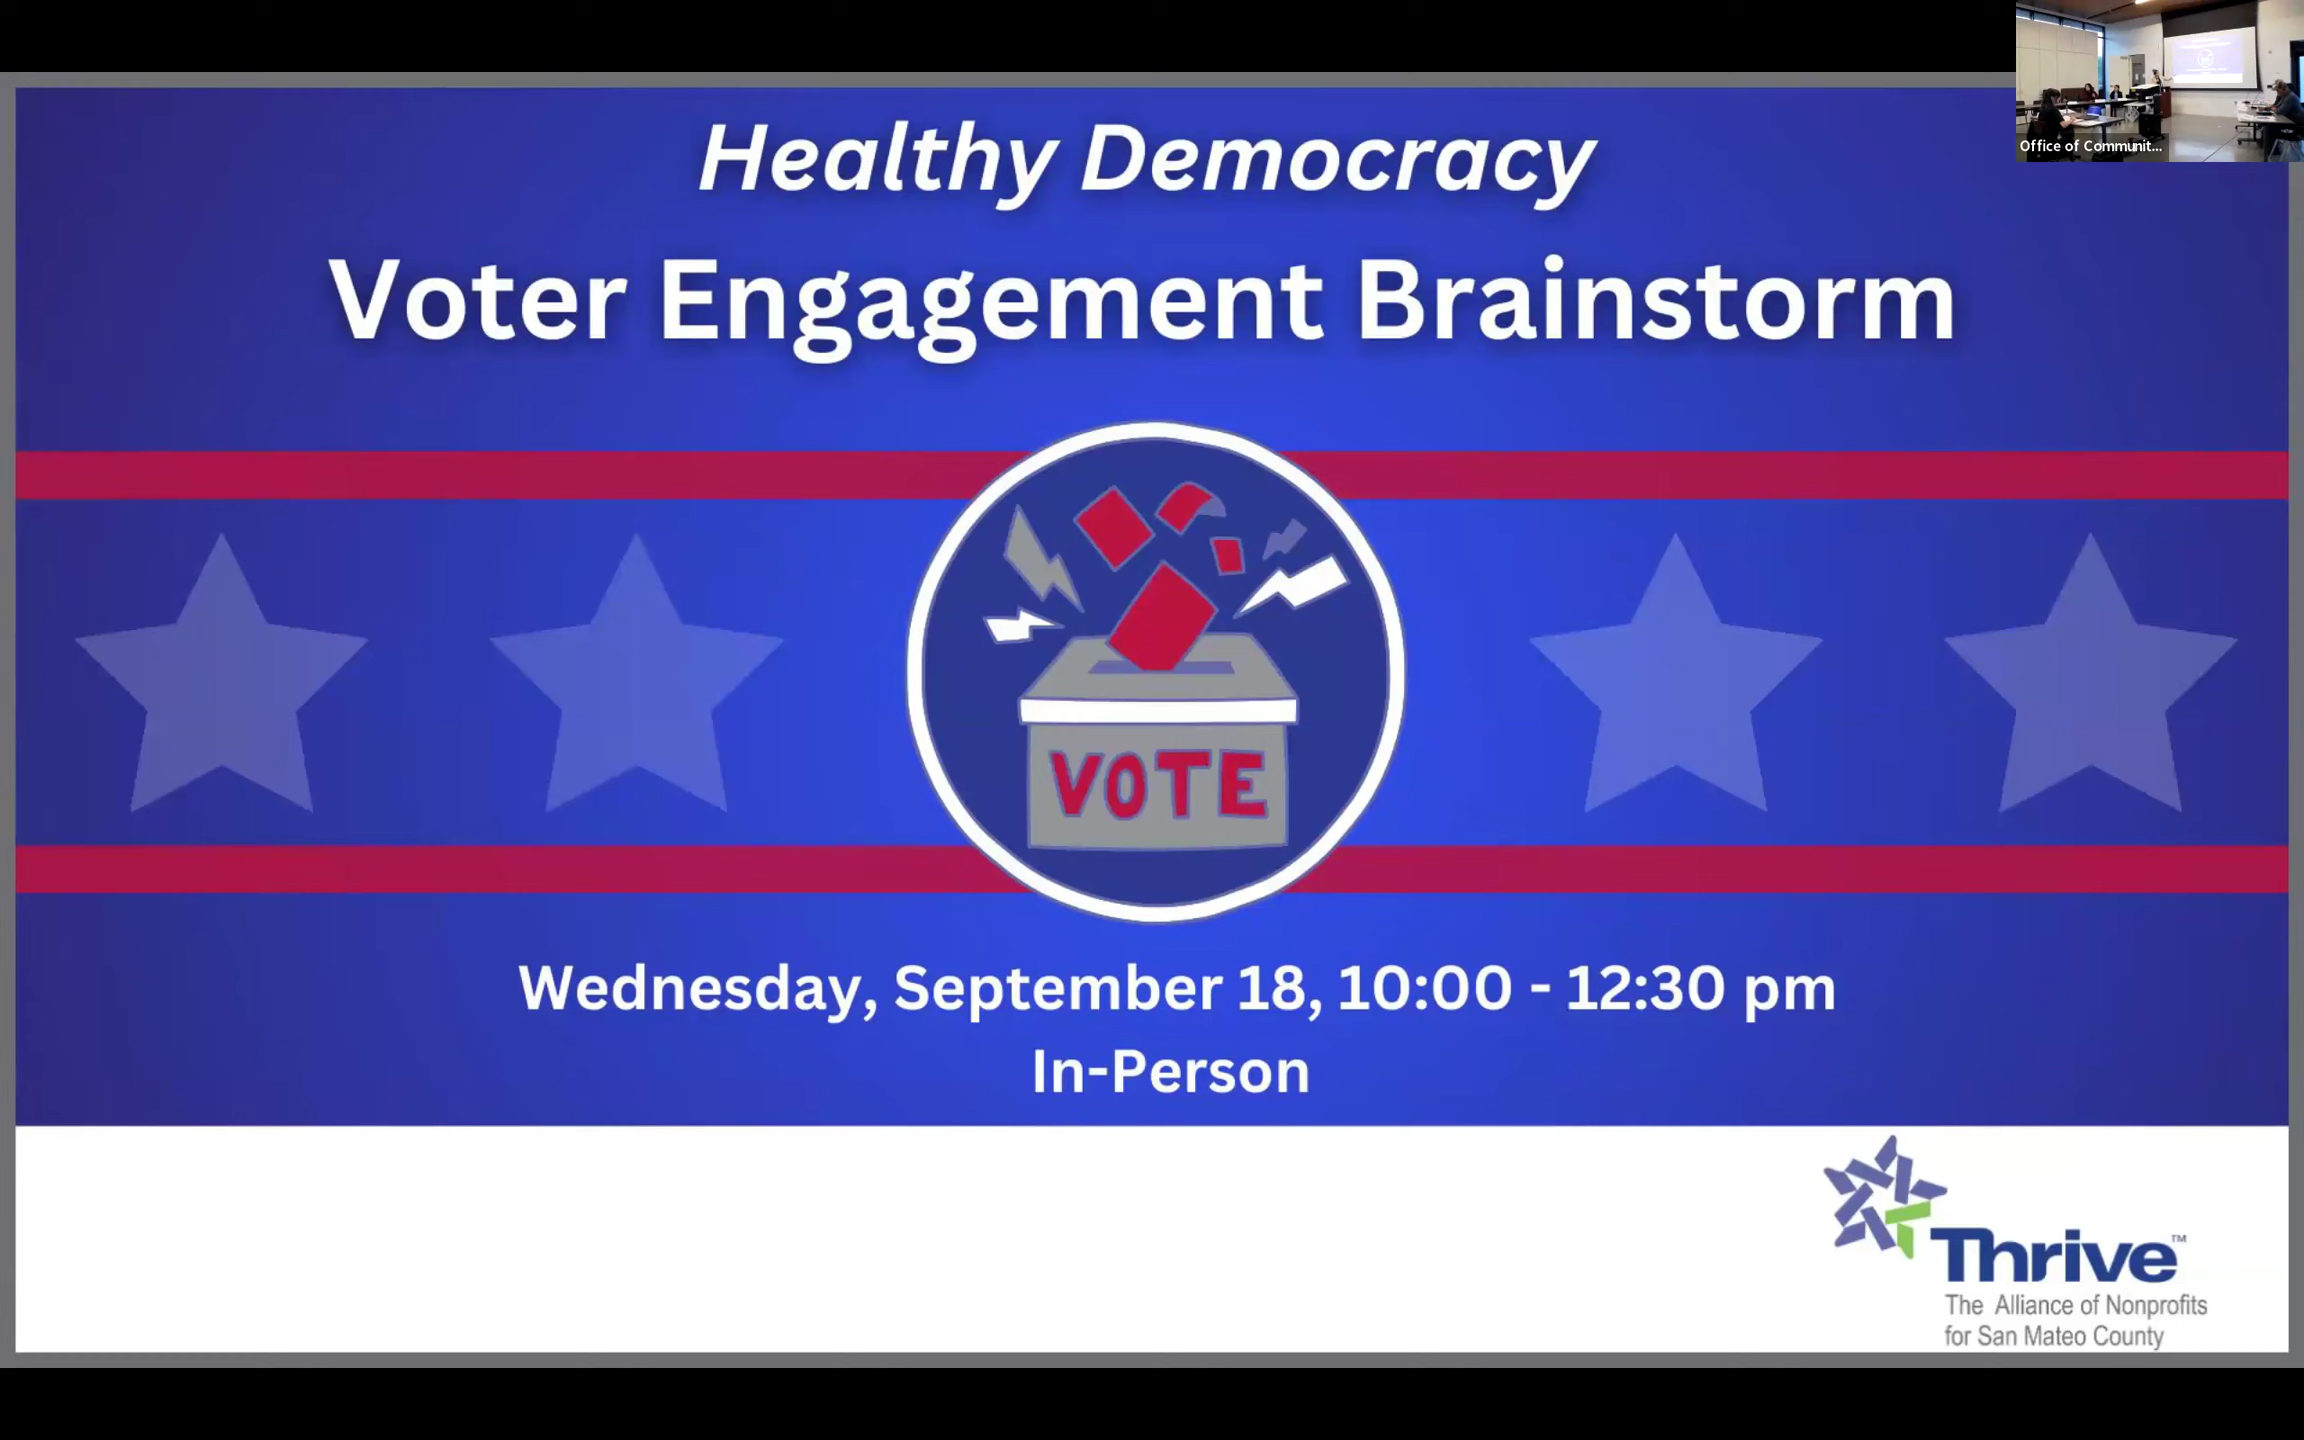 Office of Communit...
Healthy Democracy
Voter Engagement Brainstorm
VOTE
Wednesday, September 18, 10:00 - 12:30 pm
In-Person
Thrive™
The Alliance of Nonprofits
for San Mateo County